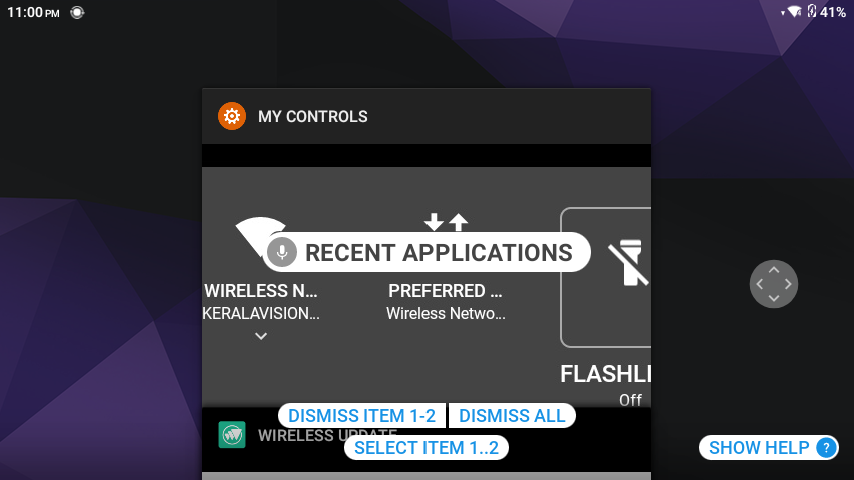 11:00 PM
41%
MY CONTROLS
RECENT APPLICATIONS
WIRELESS N... PREFERRED ...
KERALAVISION... Wireless Netwo...
FLASHLI
Off
DISMISS ITEM 1-2 DISMISS ALL
WIRELESS UPDATE
SELECT ITEM 1..2
SHOW HELP ?